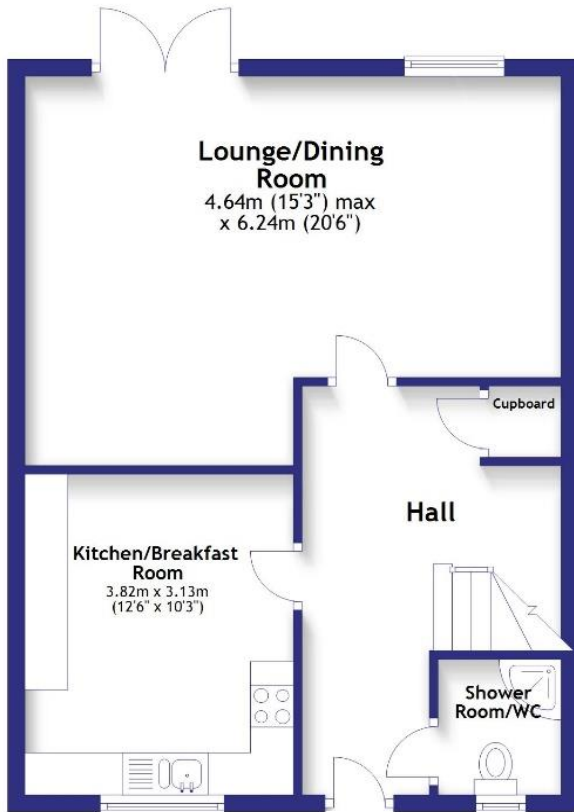 Lounge/Dining
Room
4.64m (15'3") max
x 6.24m (20'6")
Cupboard
Hall
Kitchen/Breakfast
Room
3.82m x 3.13m
(12'6" x 10'3")
Shower
Room/WC